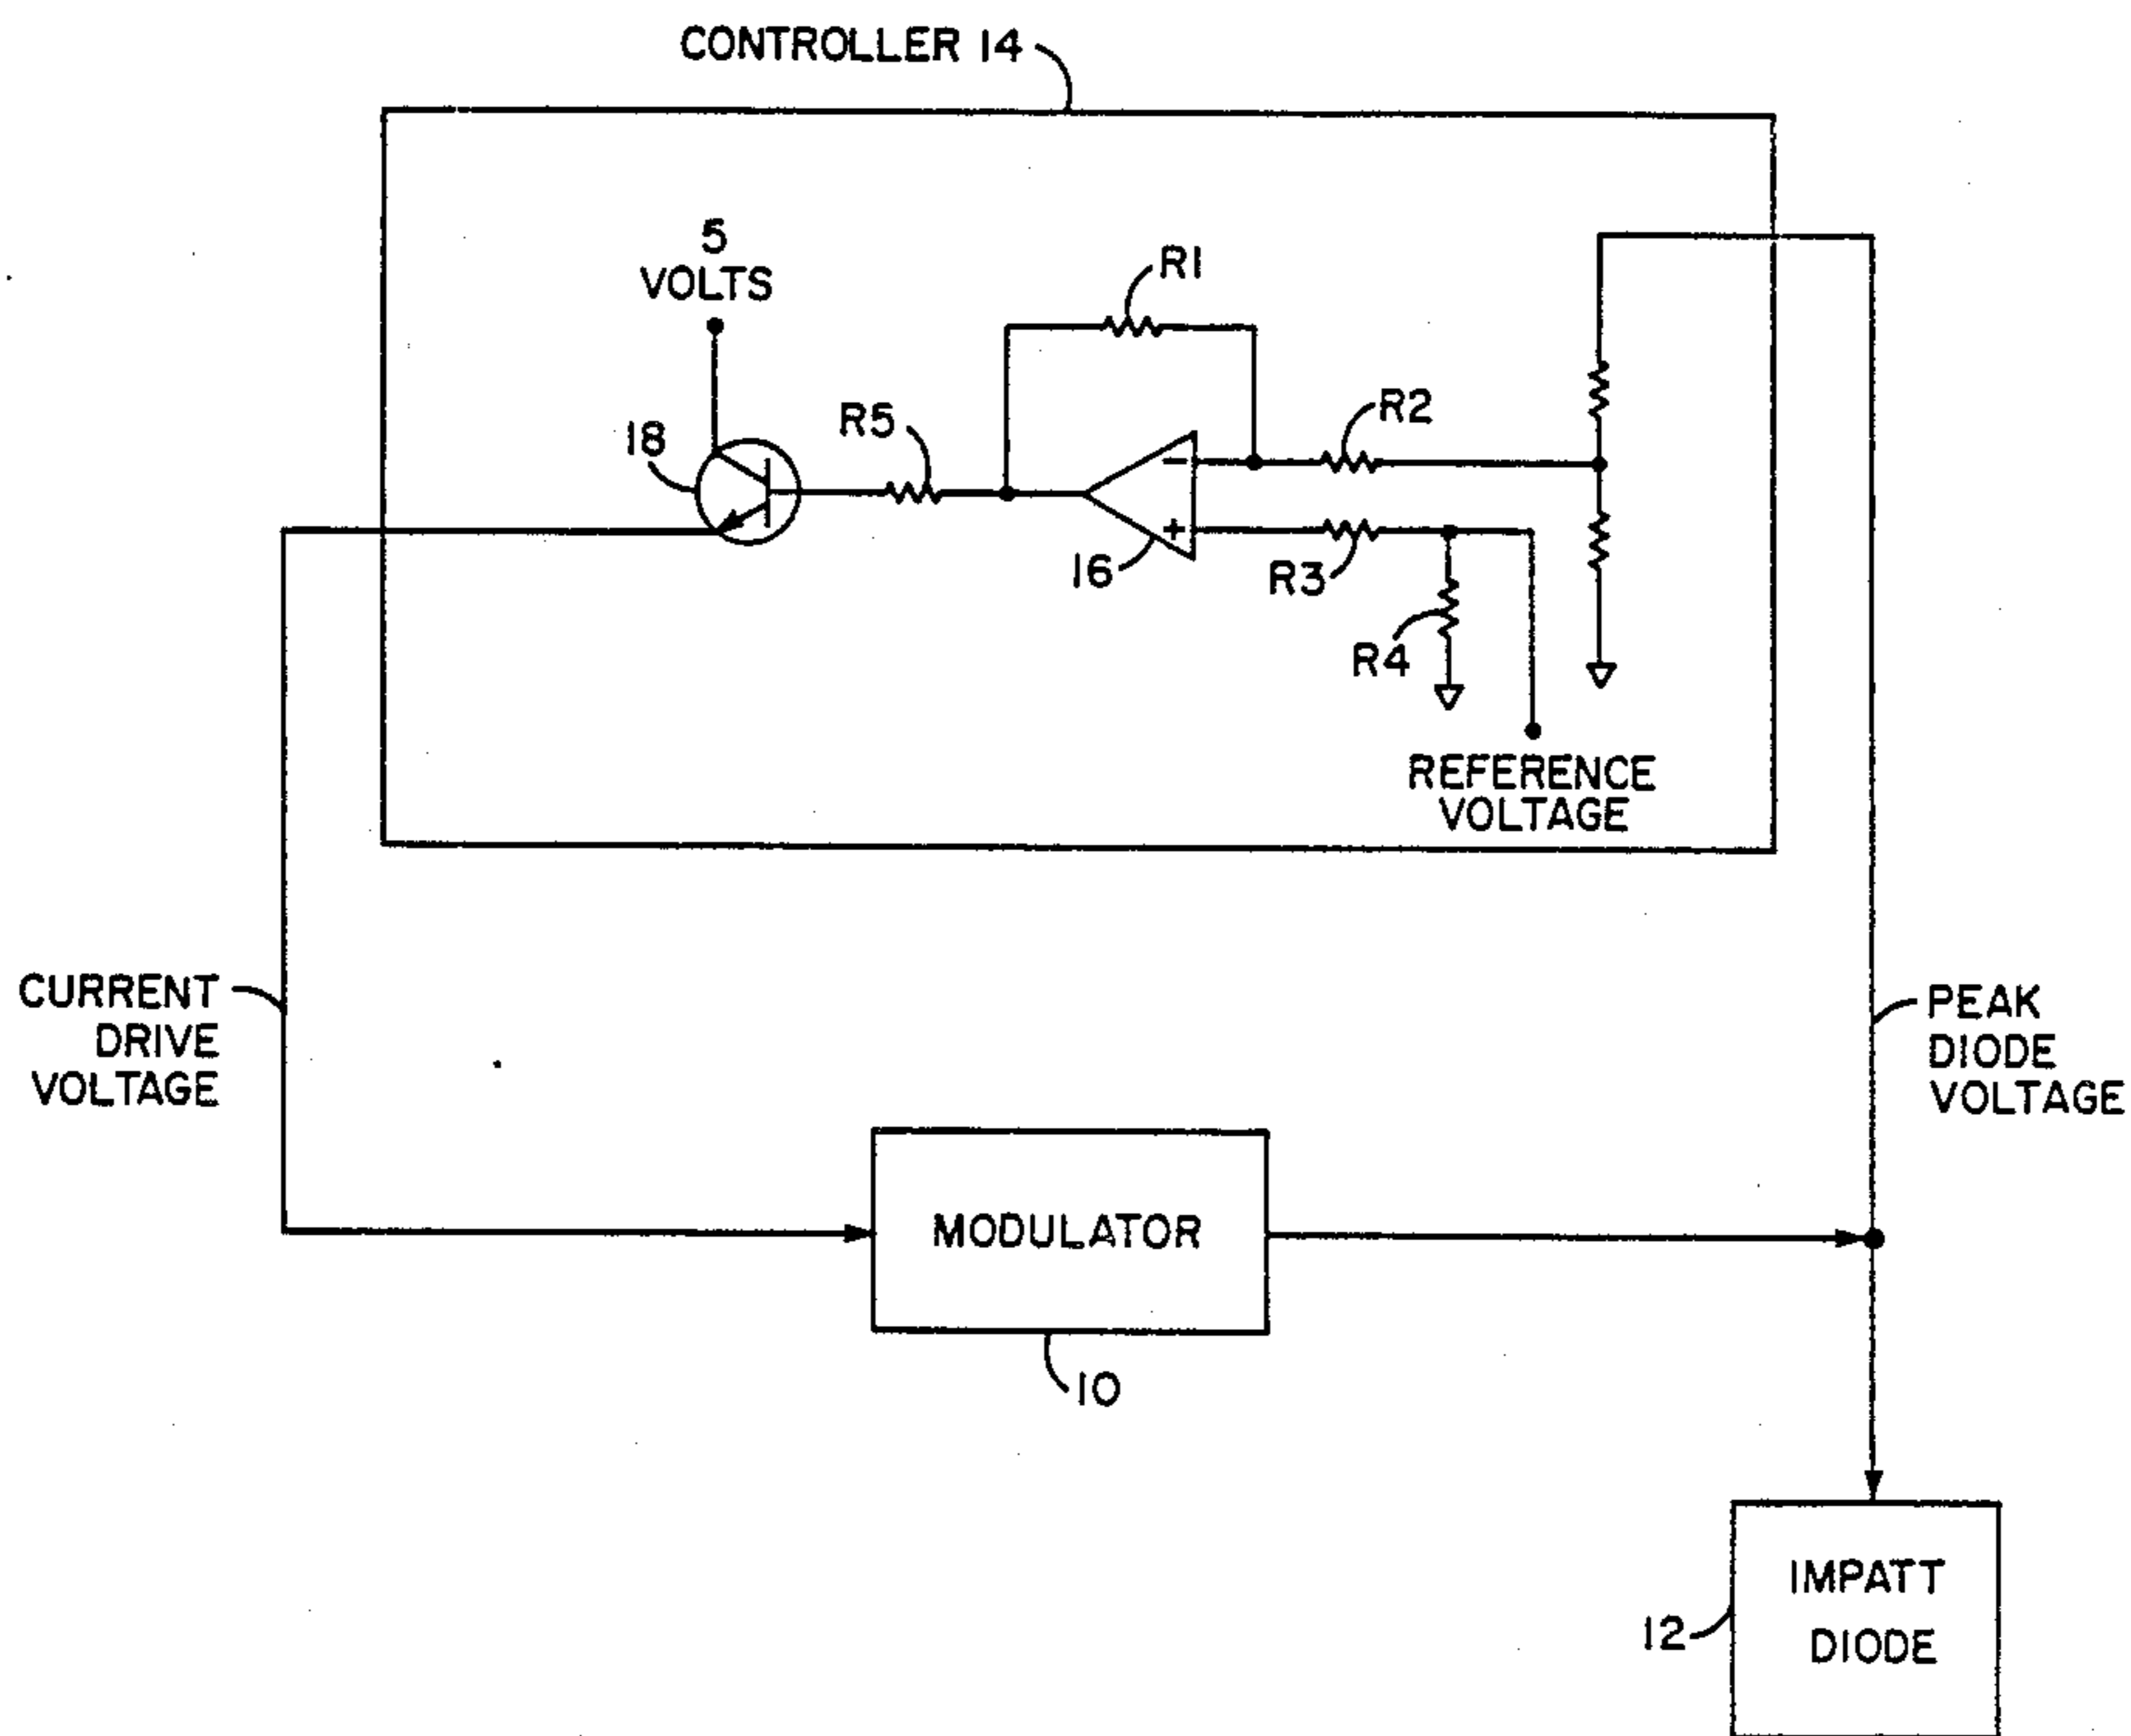 CONTROLLER 14
5
VOLTS
R1
18
R5
R2
−
+
16
R3
R4
REFERENCE
VOLTAGE
CURRENT
DRIVE
VOLTAGE
PEAK
DIODE
VOLTAGE
MODULATOR
10
IMPATT
DIODE
12